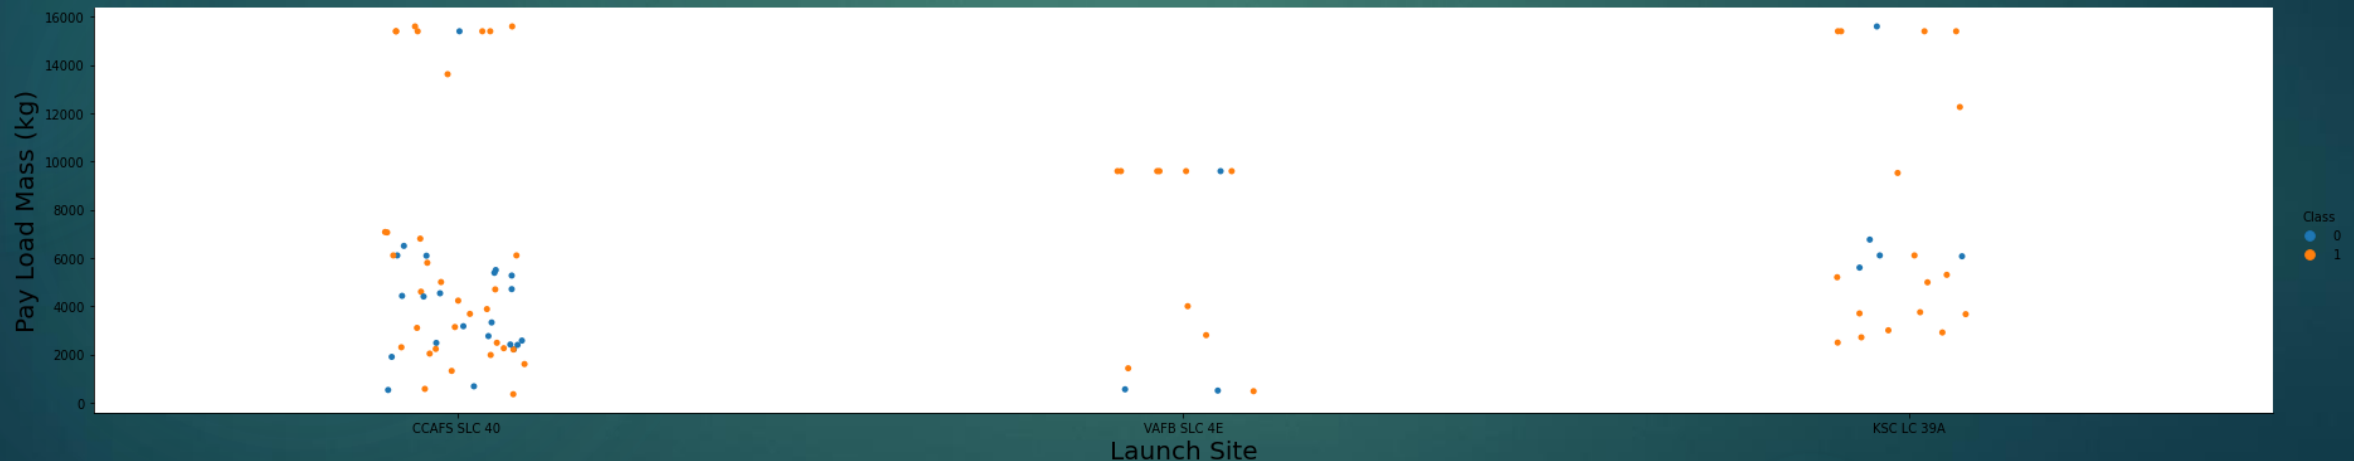 Pay Load Mass (kg)
16000
14000
12000
10000
8000
6000
4000
2000
0
CCAFS SLC 40
VAFB SLC 4E
KSC LC 39A
Launch Site
Class
0
1